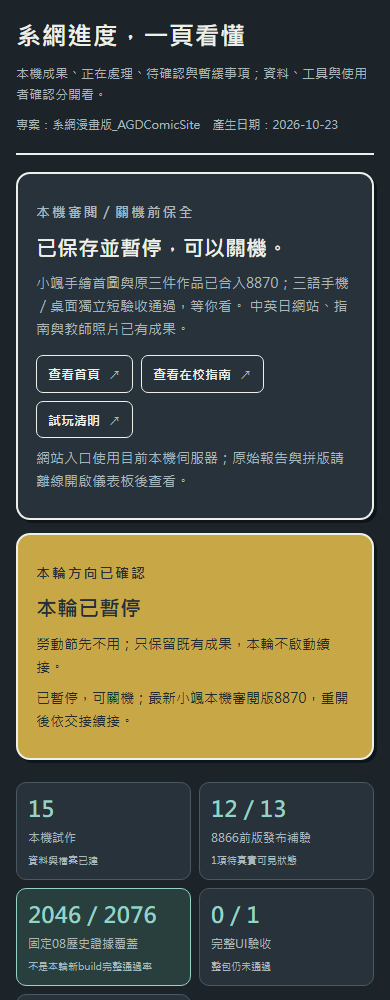 系網進度，一頁看懂
本機成果、正在處理、待確認與暫緩事項；資料、工具與使用
者確認分開看。
專案：系網漫畫版_AGDComicSite 產生日期：2026-10-23
本機審閱 / 關機前保全
已保存並暫停，可以關機。
小颯手繪首圖與原三件作品已合入8870；三語手機
/ 桌面獨立短驗收通過，等你看。 中英日網站、指
南與教師照片已有成果。
查看首頁 ↗
查看在校指南 ↗
試玩清明 ↗
網站入口使用目前本機伺服器；原始報告與拼版請
離線開啟儀表板後查看。
本輪方向已確認
本輪已暫停
勞動節先不用；只保留既有成果，本輪不啟動續
接。
已暫停，可關機；最新小颯本機審閱版8870，重開
後依交接續接。
15
本機試作
資料與檔案已建
12 / 13
8866前版發布補驗
1項待真實可見狀態
2046 / 2076
固定08歷史證據覆蓋
不是本輪新build完整通過率
0 / 1
完整UI驗收
整包仍未通過